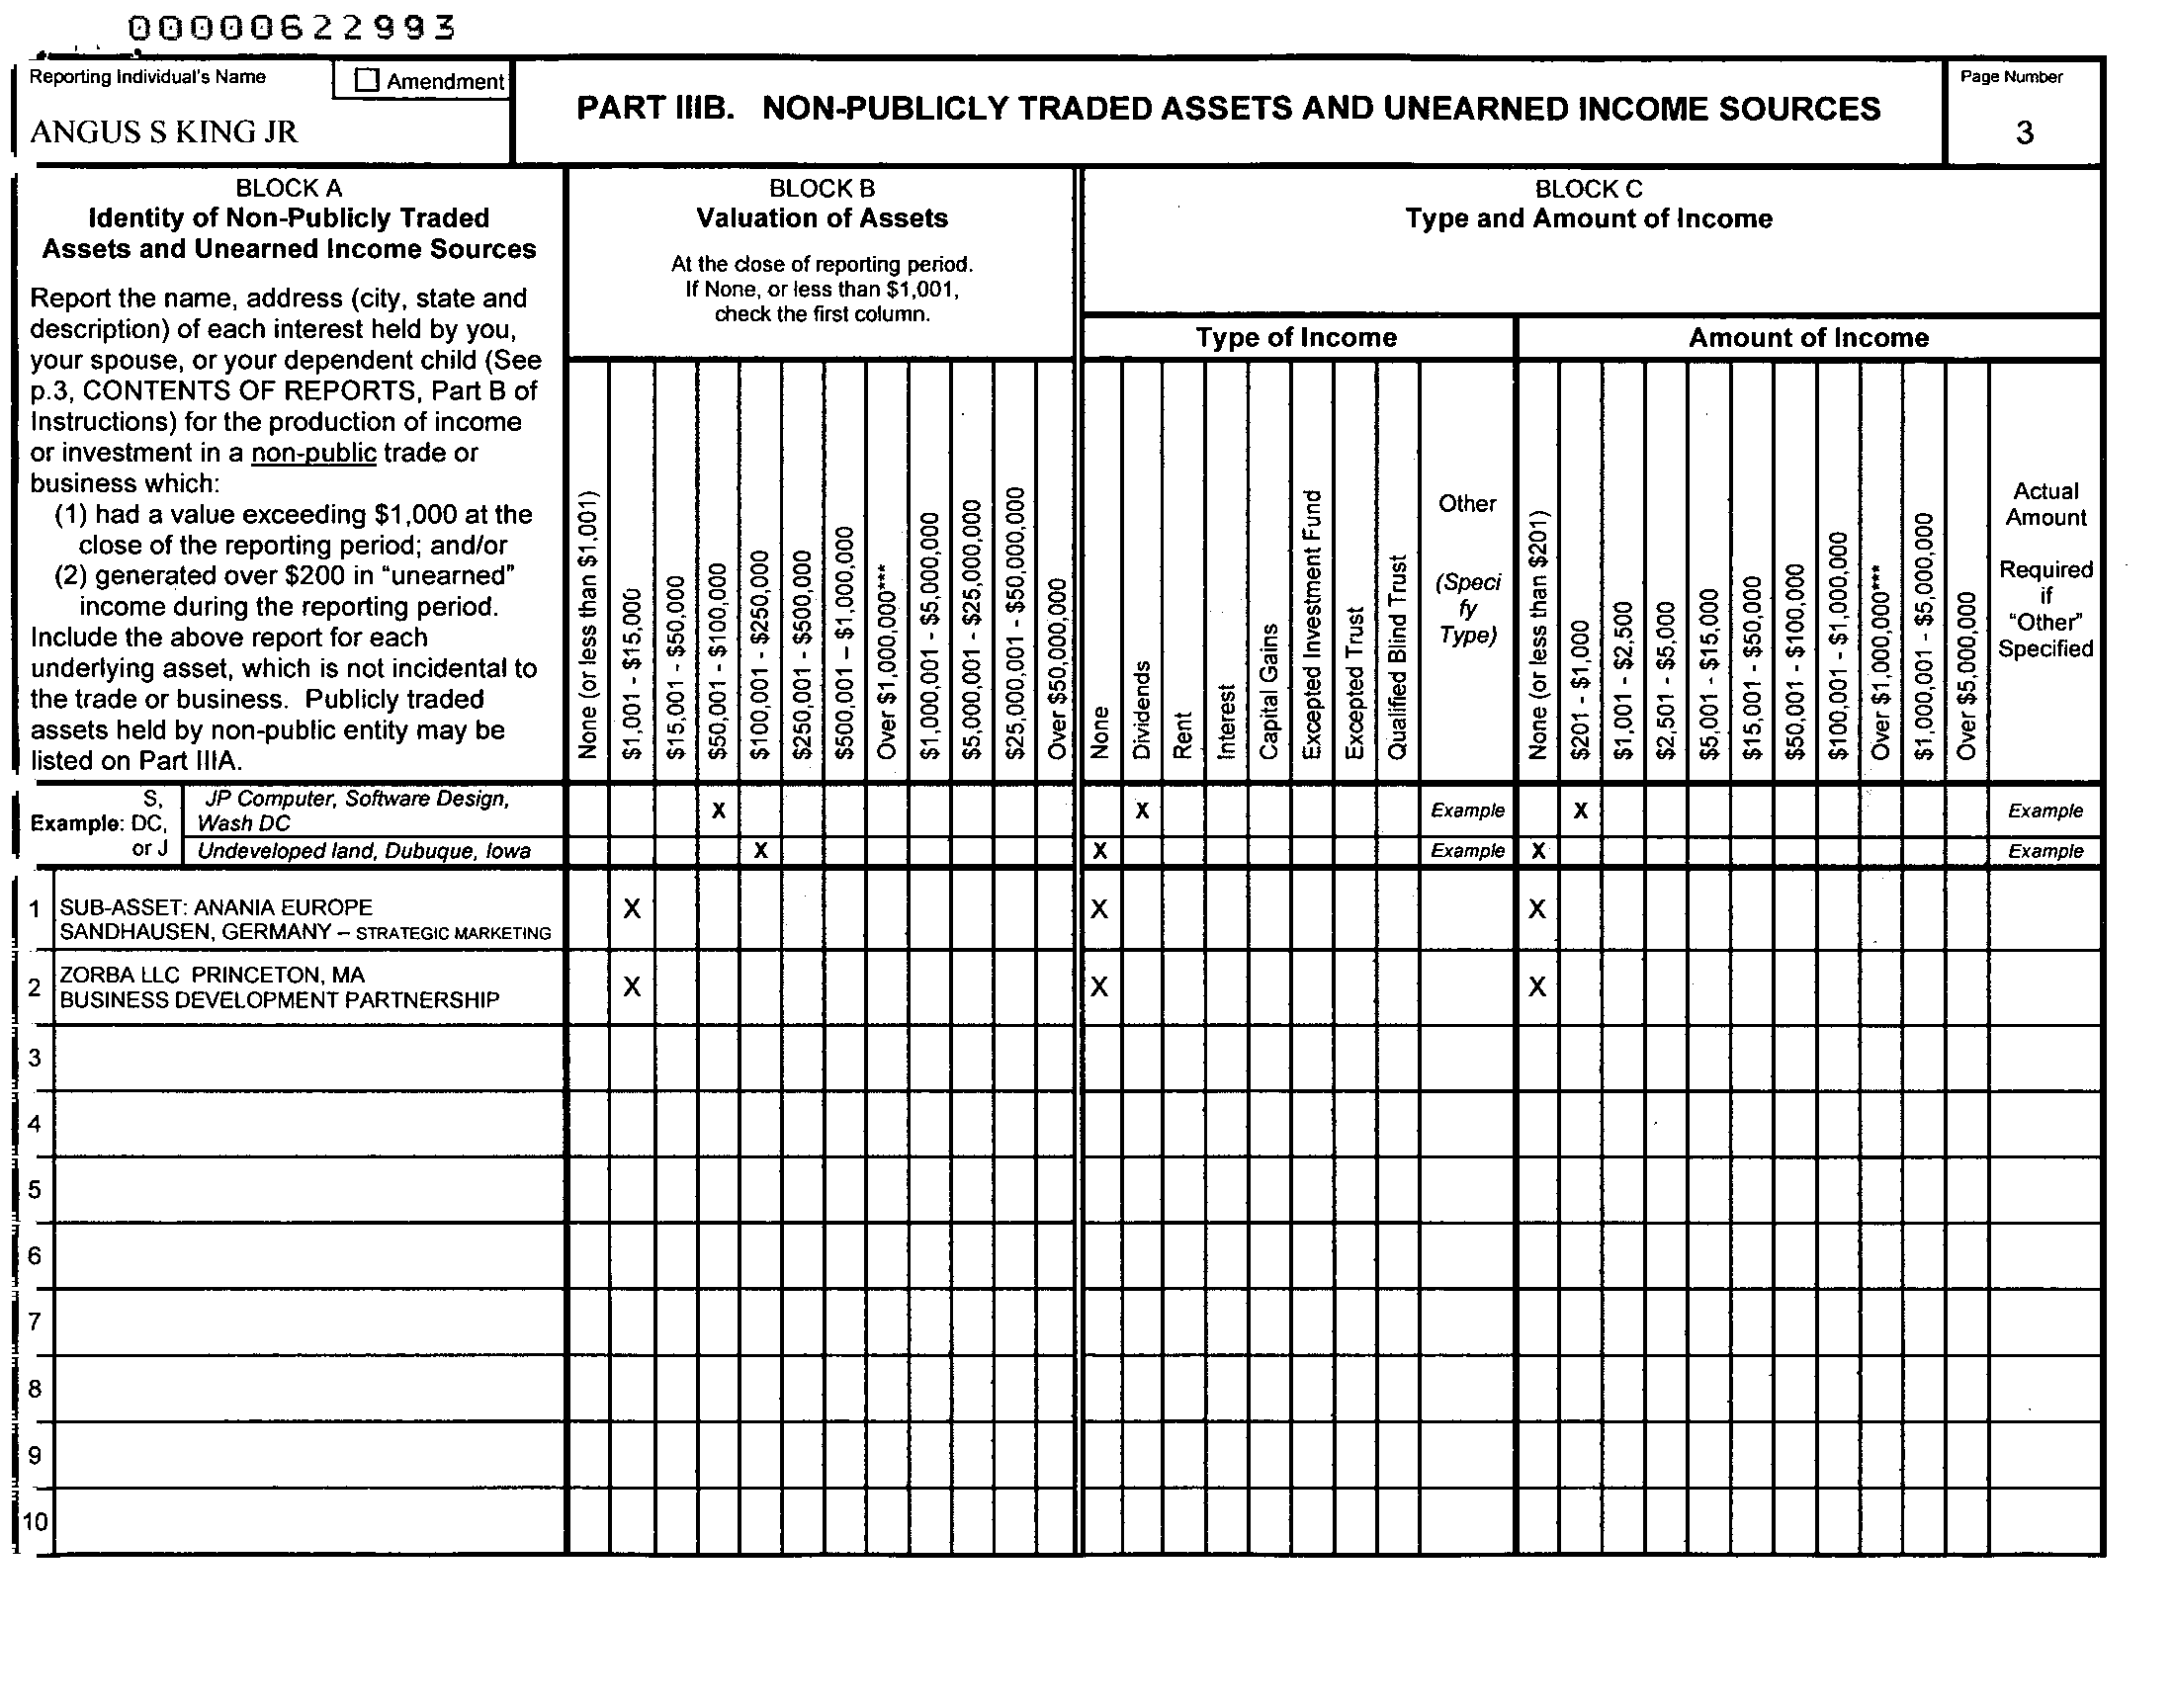 00000622993
Reporting Individual's Name
☐ Amendment
ANGUS S KING JR
PART IIIB. NON-PUBLICLY TRADED ASSETS AND UNEARNED INCOME SOURCES
Page Number
3
BLOCK A
Identity of Non-Publicly Traded
Assets and Unearned Income Sources
Report the name, address (city, state and
description) of each interest held by you,
your spouse, or your dependent child (See
p.3, CONTENTS OF REPORTS, Part B of
Instructions) for the production of income
or investment in a non-public trade or
business which:
(1) had a value exceeding $1,000 at the
close of the reporting period; and/or
(2) generated over $200 in "unearned"
income during the reporting period.
Include the above report for each
underlying asset, which is not incidental to
the trade or business. Publicly traded
assets held by non-public entity may be
listed on Part IIIA.
BLOCK B
Valuation of Assets
At the close of reporting period.
If None, or less than $1,001,
check the first column.
None (or less than $1,001)
$1,001 - $15,000
$15,001 - $50,000
$50,001 - $100,000
$100,001 - $250,000
$250,001 - $500,000
$500,001 – $1,000,000
Over $1,000,000***
$1,000,001 - $5,000,000
$5,000,001 - $25,000,000
$25,000,001 - $50,000,000
Over $50,000,000
BLOCK C
Type and Amount of Income
Type of Income
None
Dividends
Rent
Interest
Capital Gains
Excepted Investment Fund
Excepted Trust
Qualified Blind Trust
Other
(Speci
fy
Type)
Amount of Income
None (or less than $201)
$201 - $1,000
$1,001 - $2,500
$2,501 - $5,000
$5,001 - $15,000
$15,001 - $50,000
$50,001 - $100,000
$100,001 - $1,000,000
Over $1,000,000***
$1,000,001 - $5,000,000
Over $5,000,000
Actual
Amount
Required
if
"Other"
Specified
Example:
S,
DC,
or J
JP Computer, Software Design,
Wash DC
X X Example X Example
Undeveloped land, Dubuque, Iowa X X Example X Example
1 SUB-ASSET: ANANIA EUROPE
SANDHAUSEN, GERMANY – STRATEGIC MARKETING
X X X
2 ZORBA LLC PRINCETON, MA
BUSINESS DEVELOPMENT PARTNERSHIP
X X X
3
4
5
6
7
8
9
10